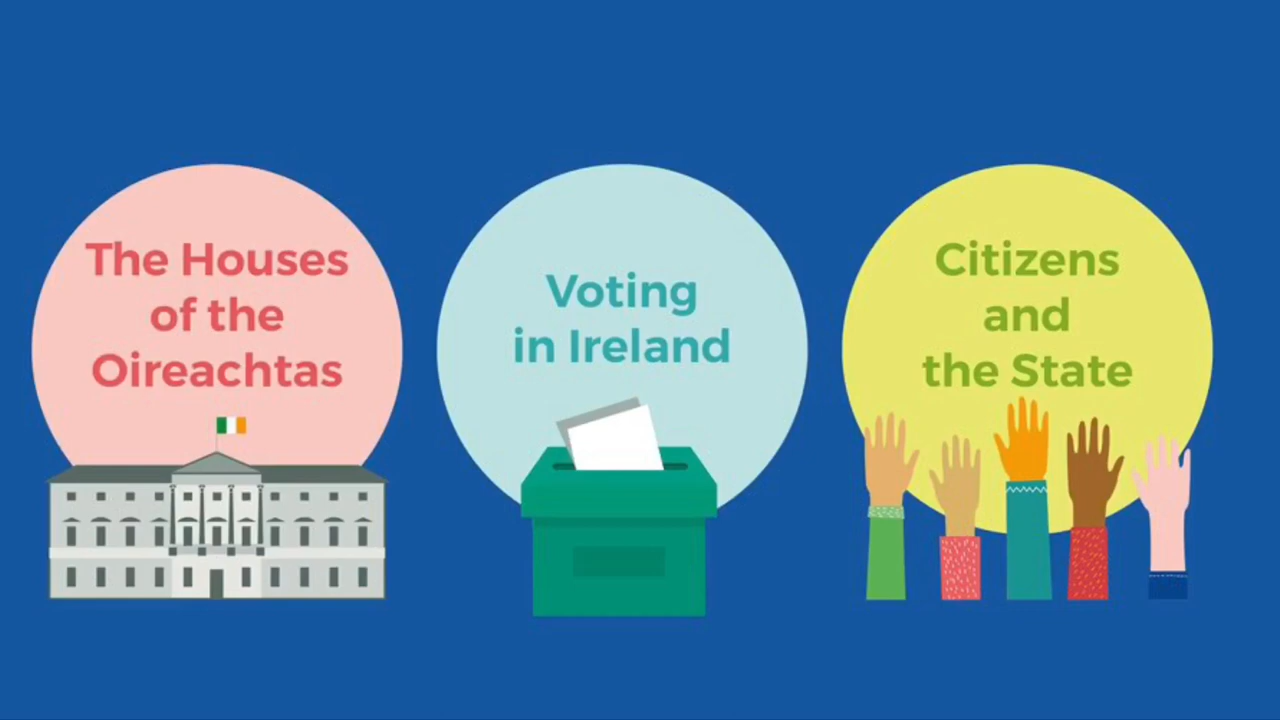 The Houses
of the
Oireachtas
Voting
in Ireland
Citizens
and
the State